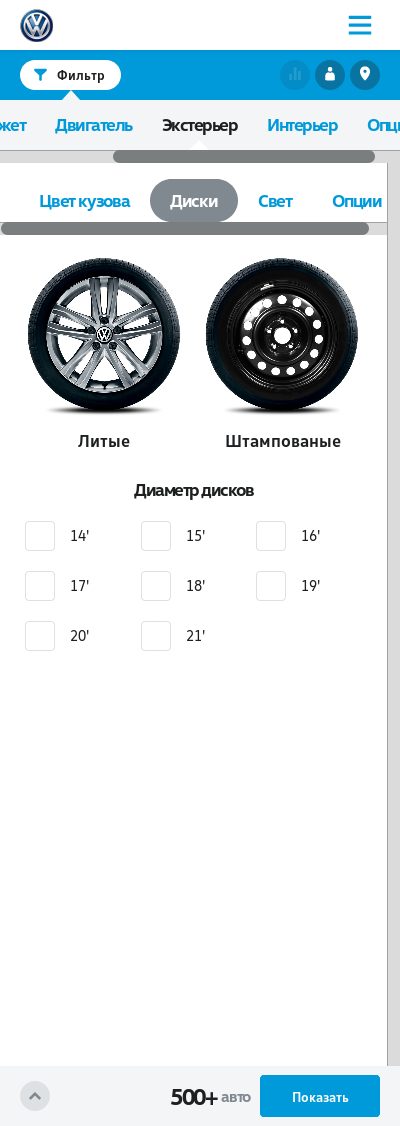 Фильтр
жет Двигатель Экстерьер Интерьер Опци
Цвет кузова Диски Свет Опции
Литые Штампованые
Диаметр дисков
14' 15' 16'
17' 18' 19'
20' 21'
500+ авто Показать